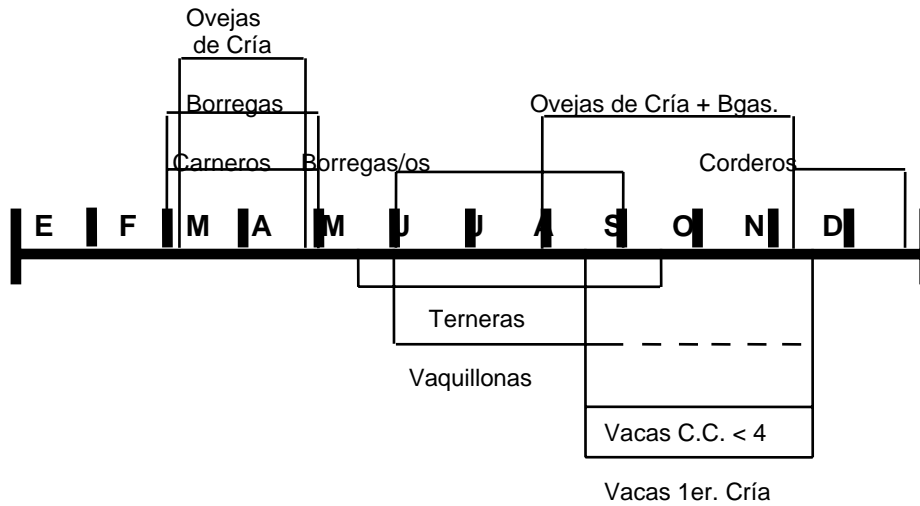 Ovejas
de Cría
Borregas
Ovejas de Cría + Bgas.
Carneros
Borregas/os
Corderos
E F M A M J J A S O N D
Terneras
Vaquillonas
Vacas C.C. < 4
Vacas 1er. Cría